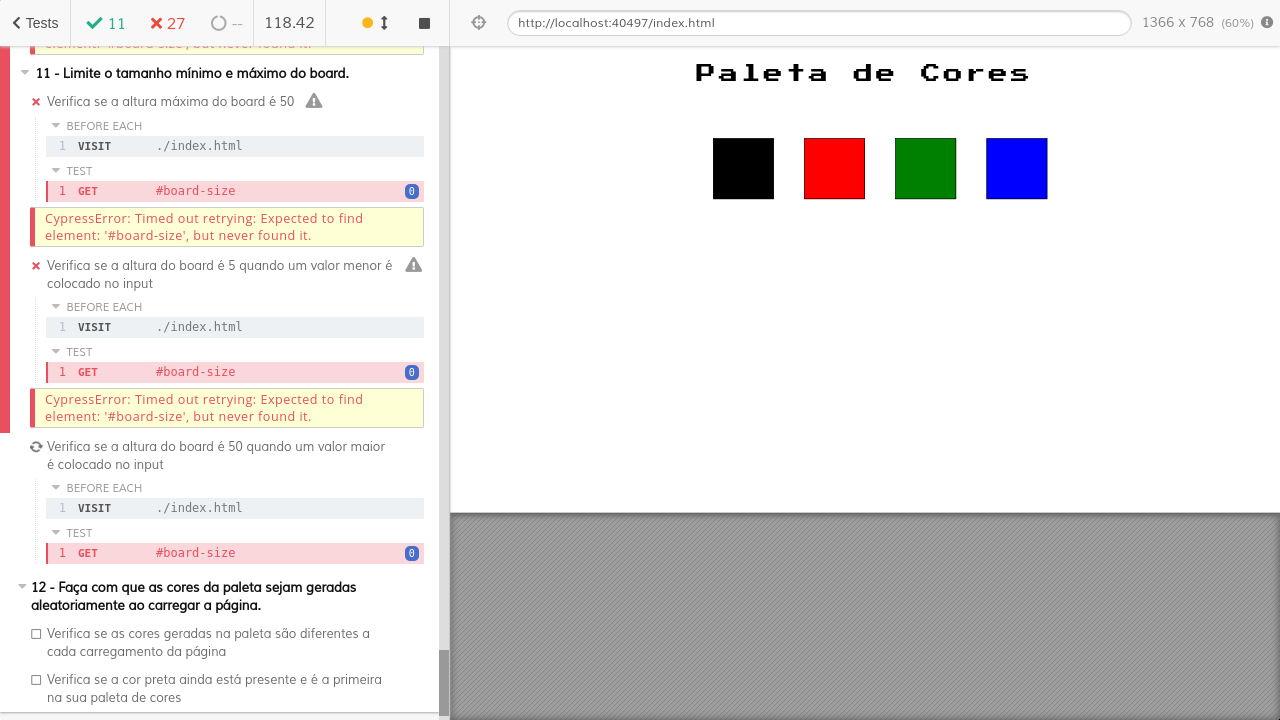 Tests 11 27 -- 118.42
http://localhost:40497/index.html 1366 x 768 (60%)
element: '#board-size', but never found it.
11 - Limite o tamanho mínimo e máximo do board.
Verifica se a altura máxima do board é 50
BEFORE EACH
1 VISIT ./index.html
TEST
1 GET #board-size 0
CypressError: Timed out retrying: Expected to find
element: '#board-size', but never found it.
Verifica se a altura do board é 5 quando um valor menor é
colocado no input
BEFORE EACH
1 VISIT ./index.html
TEST
1 GET #board-size 0
CypressError: Timed out retrying: Expected to find
element: '#board-size', but never found it.
Verifica se a altura do board é 50 quando um valor maior
é colocado no input
BEFORE EACH
1 VISIT ./index.html
TEST
1 GET #board-size 0
12 - Faça com que as cores da paleta sejam geradas
aleatoriamente ao carregar a página.
Verifica se as cores geradas na paleta são diferentes a
cada carregamento da página
Verifica se a cor preta ainda está presente e é a primeira
na sua paleta de cores
Paleta de Cores